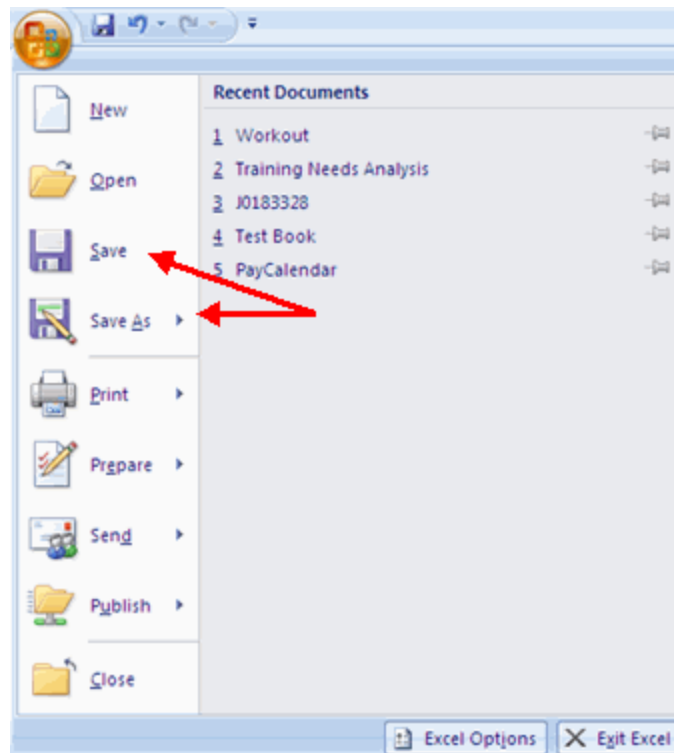 New
Open
Save
Save As
Print
Prepare
Send
Publish
Close
Recent Documents
1 Workout
2 Training Needs Analysis
3 J0183328
4 Test Book
5 PayCalendar
Excel Options
Exit Excel